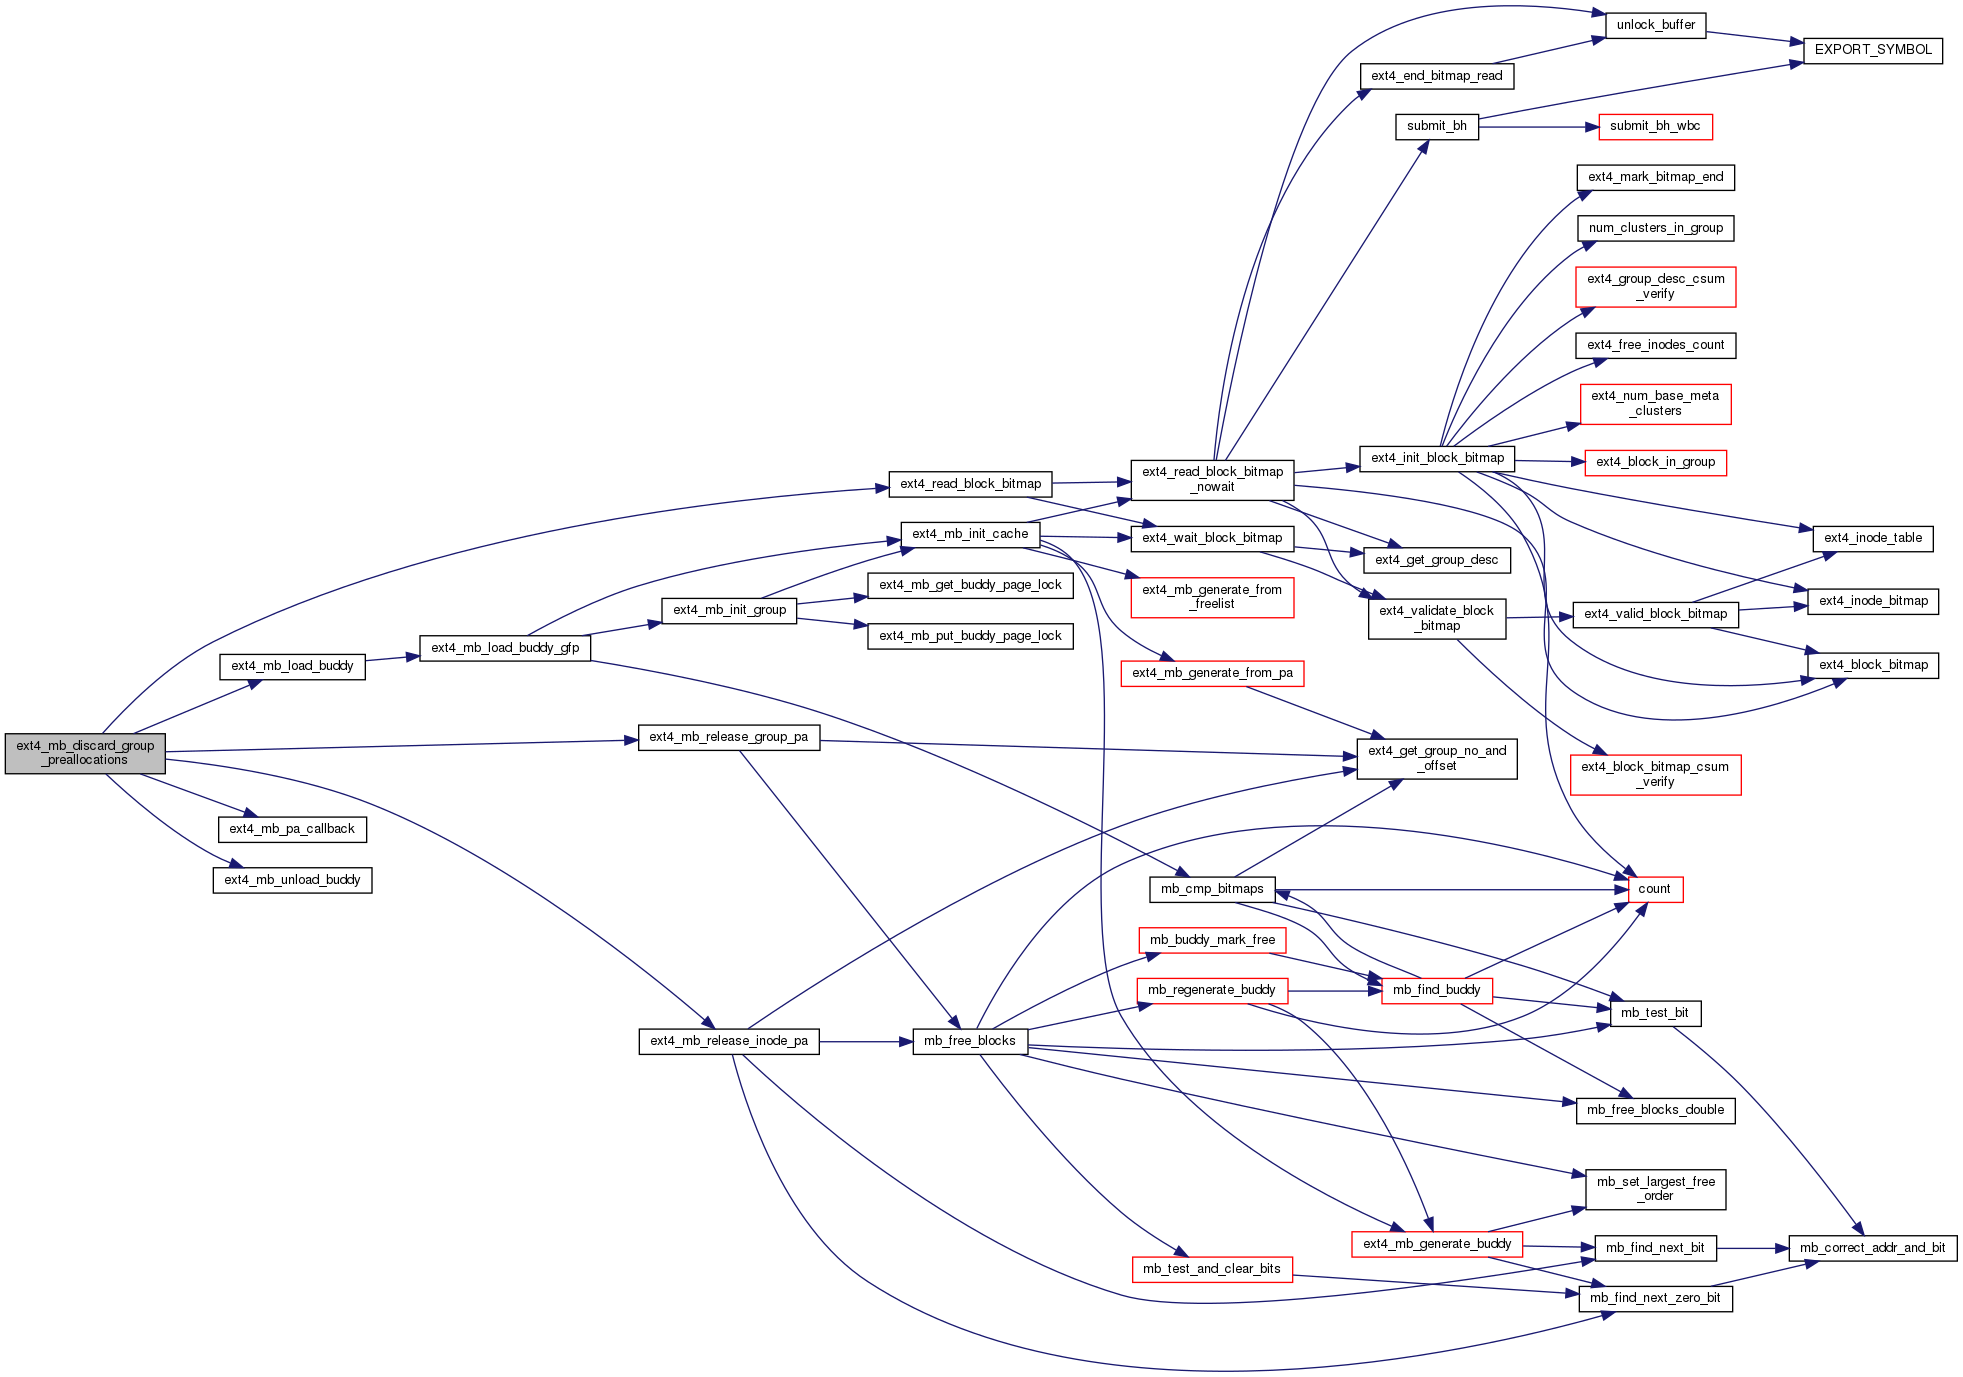 unlock_buffer
EXPORT_SYMBOL
ext4_end_bitmap_read
submit_bh
submit_bh_wbc
ext4_mark_bitmap_end
num_clusters_in_group
ext4_group_desc_csum
_verify
ext4_free_inodes_count
ext4_num_base_meta
_clusters
ext4_init_block_bitmap
ext4_block_in_group
ext4_read_block_bitmap
ext4_read_block_bitmap
_nowait
ext4_mb_init_cache
ext4_wait_block_bitmap
ext4_inode_table
ext4_get_group_desc
ext4_mb_get_buddy_page_lock
ext4_mb_generate_from
_freelist
ext4_inode_bitmap
ext4_mb_init_group
ext4_validate_block
_bitmap
ext4_valid_block_bitmap
ext4_mb_put_buddy_page_lock
ext4_mb_load_buddy_gfp
ext4_mb_load_buddy
ext4_block_bitmap
ext4_mb_generate_from_pa
ext4_mb_discard_group
_preallocations
ext4_mb_release_group_pa
ext4_get_group_no_and
_offset
ext4_block_bitmap_csum
_verify
ext4_mb_pa_callback
ext4_mb_unload_buddy
mb_cmp_bitmaps
count
mb_buddy_mark_free
mb_regenerate_buddy
mb_find_buddy
mb_test_bit
ext4_mb_release_inode_pa
mb_free_blocks
mb_free_blocks_double
mb_set_largest_free
_order
ext4_mb_generate_buddy
mb_find_next_bit
mb_correct_addr_and_bit
mb_test_and_clear_bits
mb_find_next_zero_bit